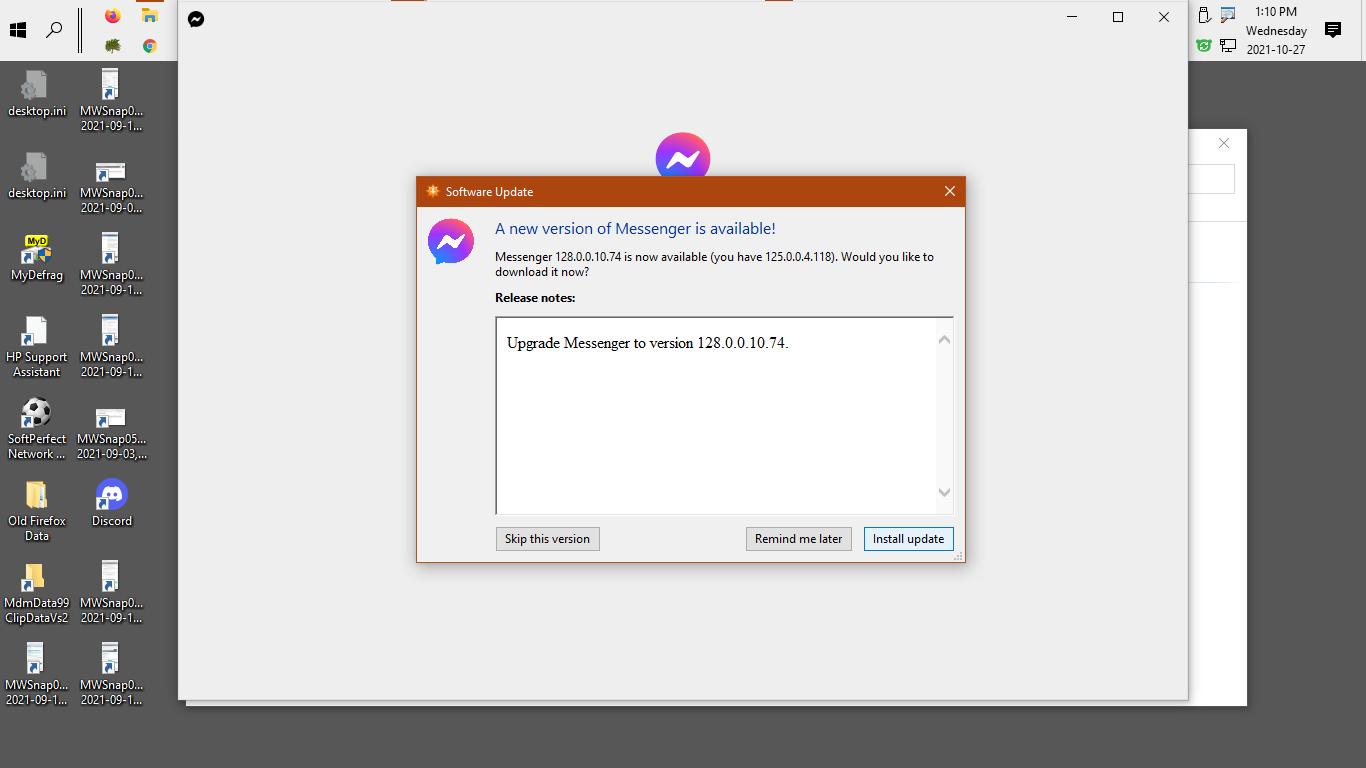 1:10 PM
Wednesday
2021-10-27
desktop.ini
MWSnap0...
2021-09-1...
desktop.ini
MWSnap0...
2021-09-0...
MyD
MyDefrag
MWSnap0...
2021-09-1...
HP Support
Assistant
MWSnap0...
2021-09-1...
SoftPerfect
Network ...
MWSnap05...
2021-09-03,...
Old Firefox
Data
Discord
MdmData99
ClipDataVs2
MWSnap0...
2021-09-1...
MWSnap0...
2021-09-1...
MWSnap0...
2021-09-1...
Software Update
A new version of Messenger is available!
Messenger 128.0.0.10.74 is now available (you have 125.0.0.4.118). Would you like to
download it now?
Release notes:
Upgrade Messenger to version 128.0.0.10.74.
Skip this version
Remind me later
Install update